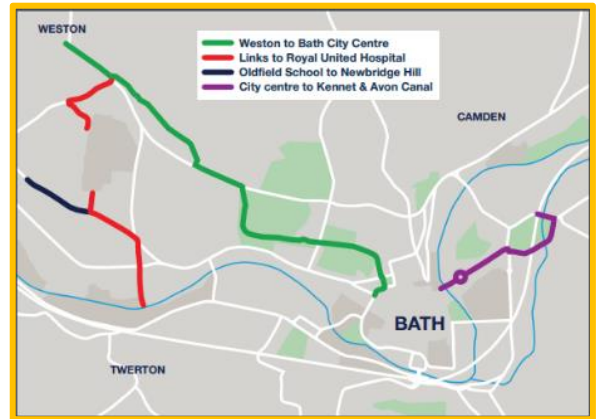 WESTON
Weston to Bath City Centre
Links to Royal United Hospital
Oldfield School to Newbridge Hill
City centre to Kennet & Avon Canal
CAMDEN
BATH
TWERTON